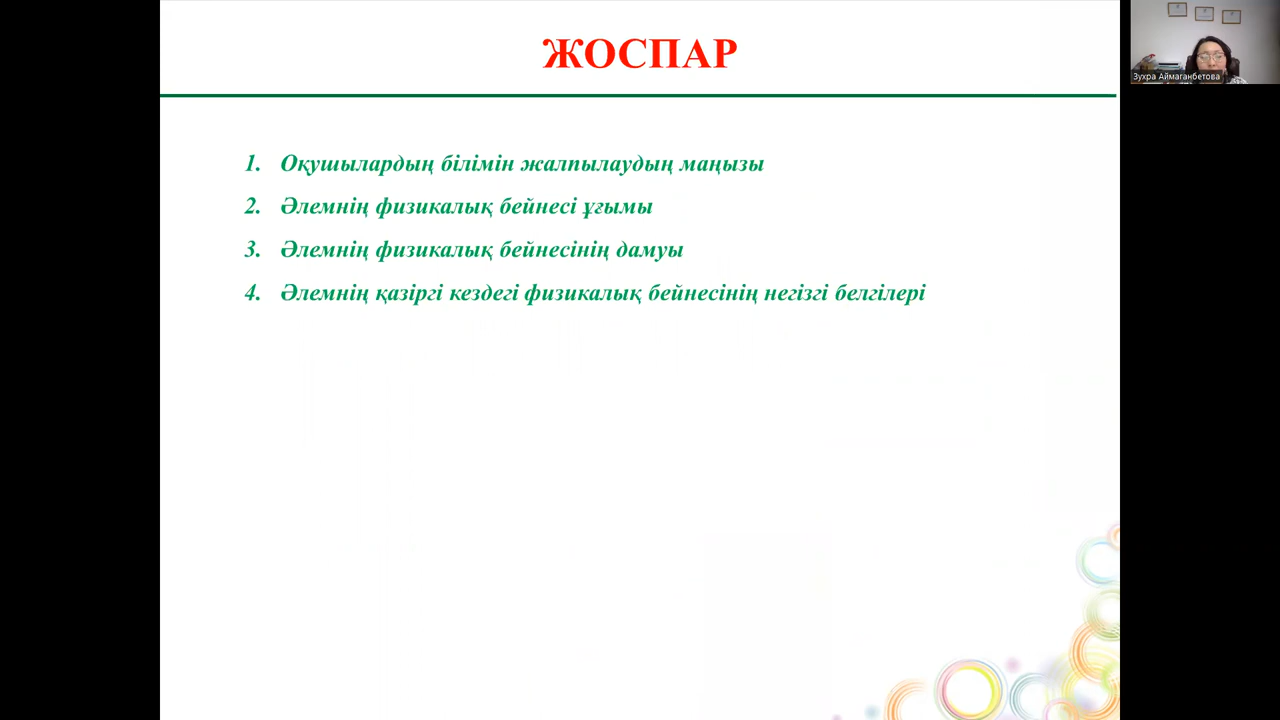 ЖОСПАР
Зухра Аймаганбетова
1. Оқушылардың білімін жалпылаудың маңызы
2. Әлемнің физикалық бейнесі ұғымы
3. Әлемнің физикалық бейнесінің дамуы
4. Әлемнің қазіргі кездегі физикалық бейнесінің негізгі белгілері